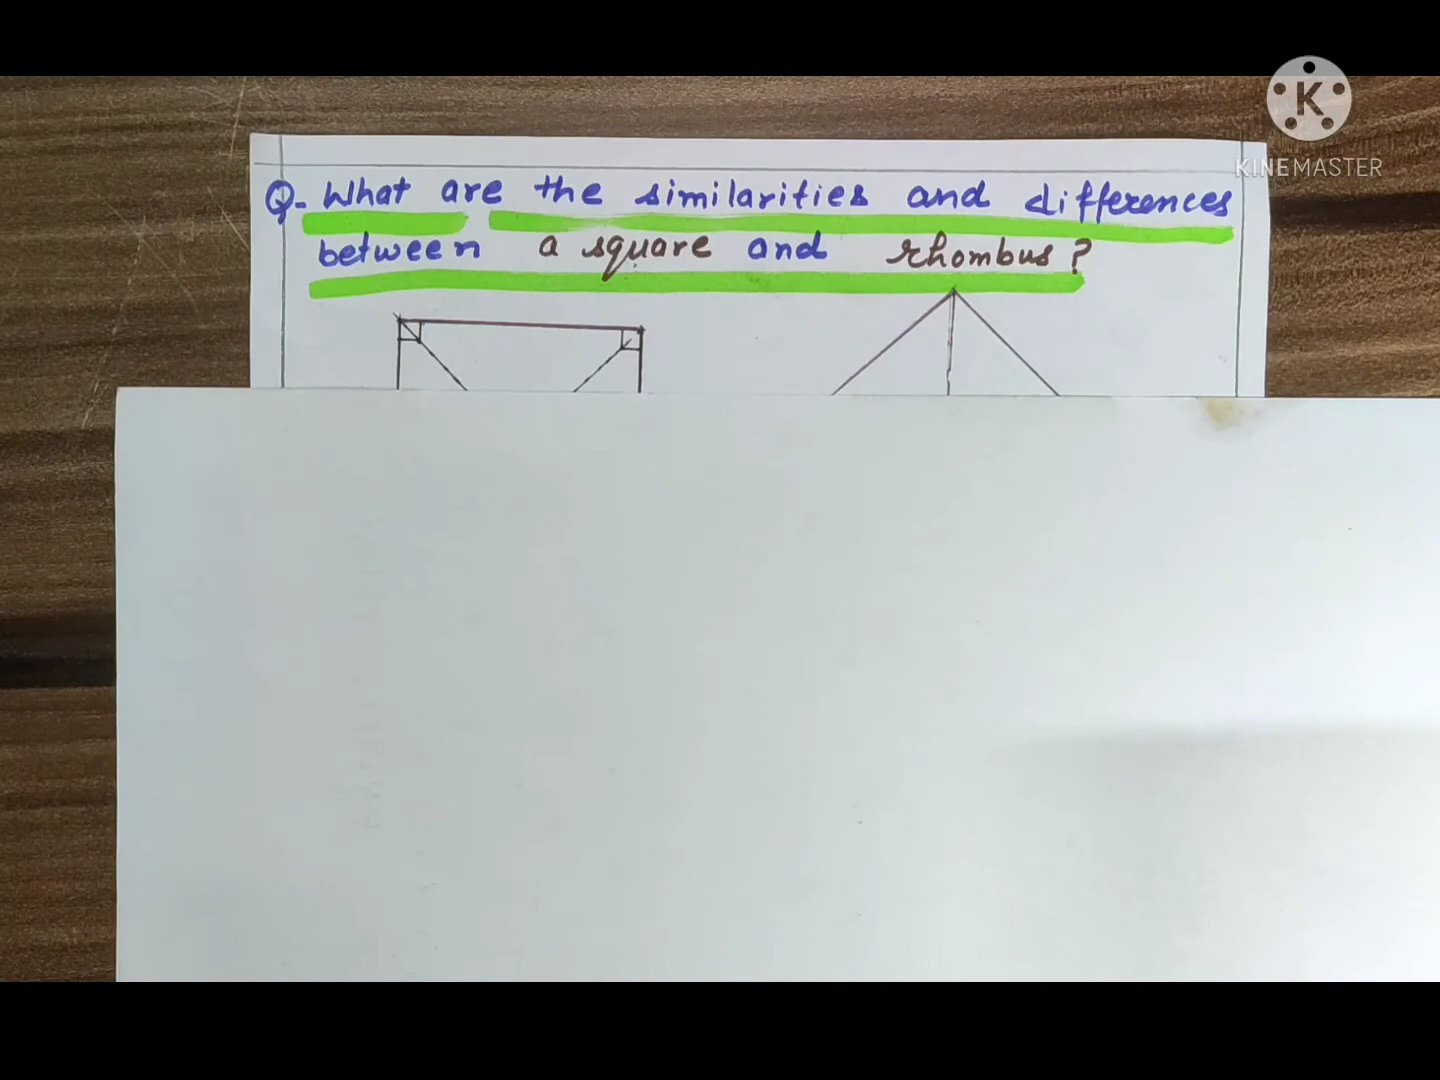 Q. What are the similarities and differences
between a square and rhombus?
K
KINEMASTER